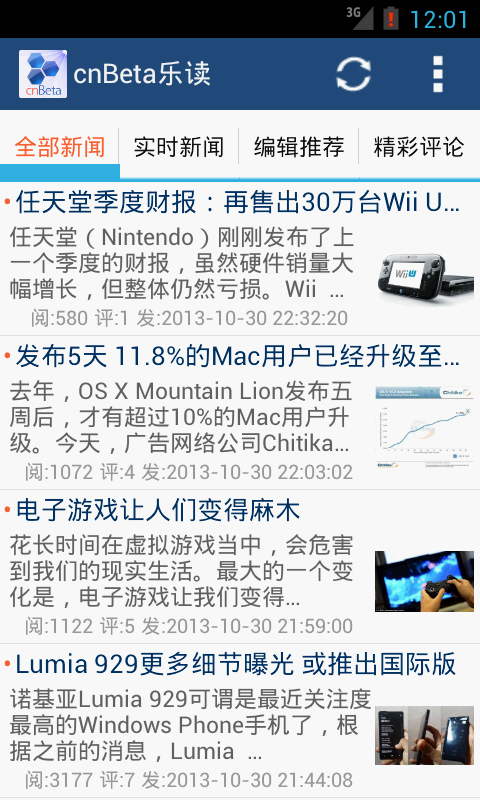 3G 12:01
cnBeta
cnBeta乐读
全部新闻 实时新闻 编辑推荐 精彩评论
任天堂季度财报：再售出30万台Wii U...
任天堂（Nintendo）刚刚发布了上
一个季度的财报，虽然硬件销量大
幅增长，但整体仍然亏损。Wii ...
Wii U
阅:580 评:1 发:2013-10-30 22:32:20
发布5天 11.8%的Mac用户已经升级至...
去年，OS X Mountain Lion发布五
周后，才有超过10%的Mac用户升
级。今天，广告网络公司Chitika...
Chitika
阅:1072 评:4 发:2013-10-30 22:03:02
电子游戏让人们变得麻木
花长时间在虚拟游戏当中，会危害
到我们的现实生活。最大的一个变
化是，电子游戏让我们变得...
阅:1122 评:5 发:2013-10-30 21:59:00
Lumia 929更多细节曝光 或推出国际版
诺基亚Lumia 929可谓是最近关注度
最高的Windows Phone手机了，根
据之前的消息，Lumia ...
阅:3177 评:7 发:2013-10-30 21:44:08